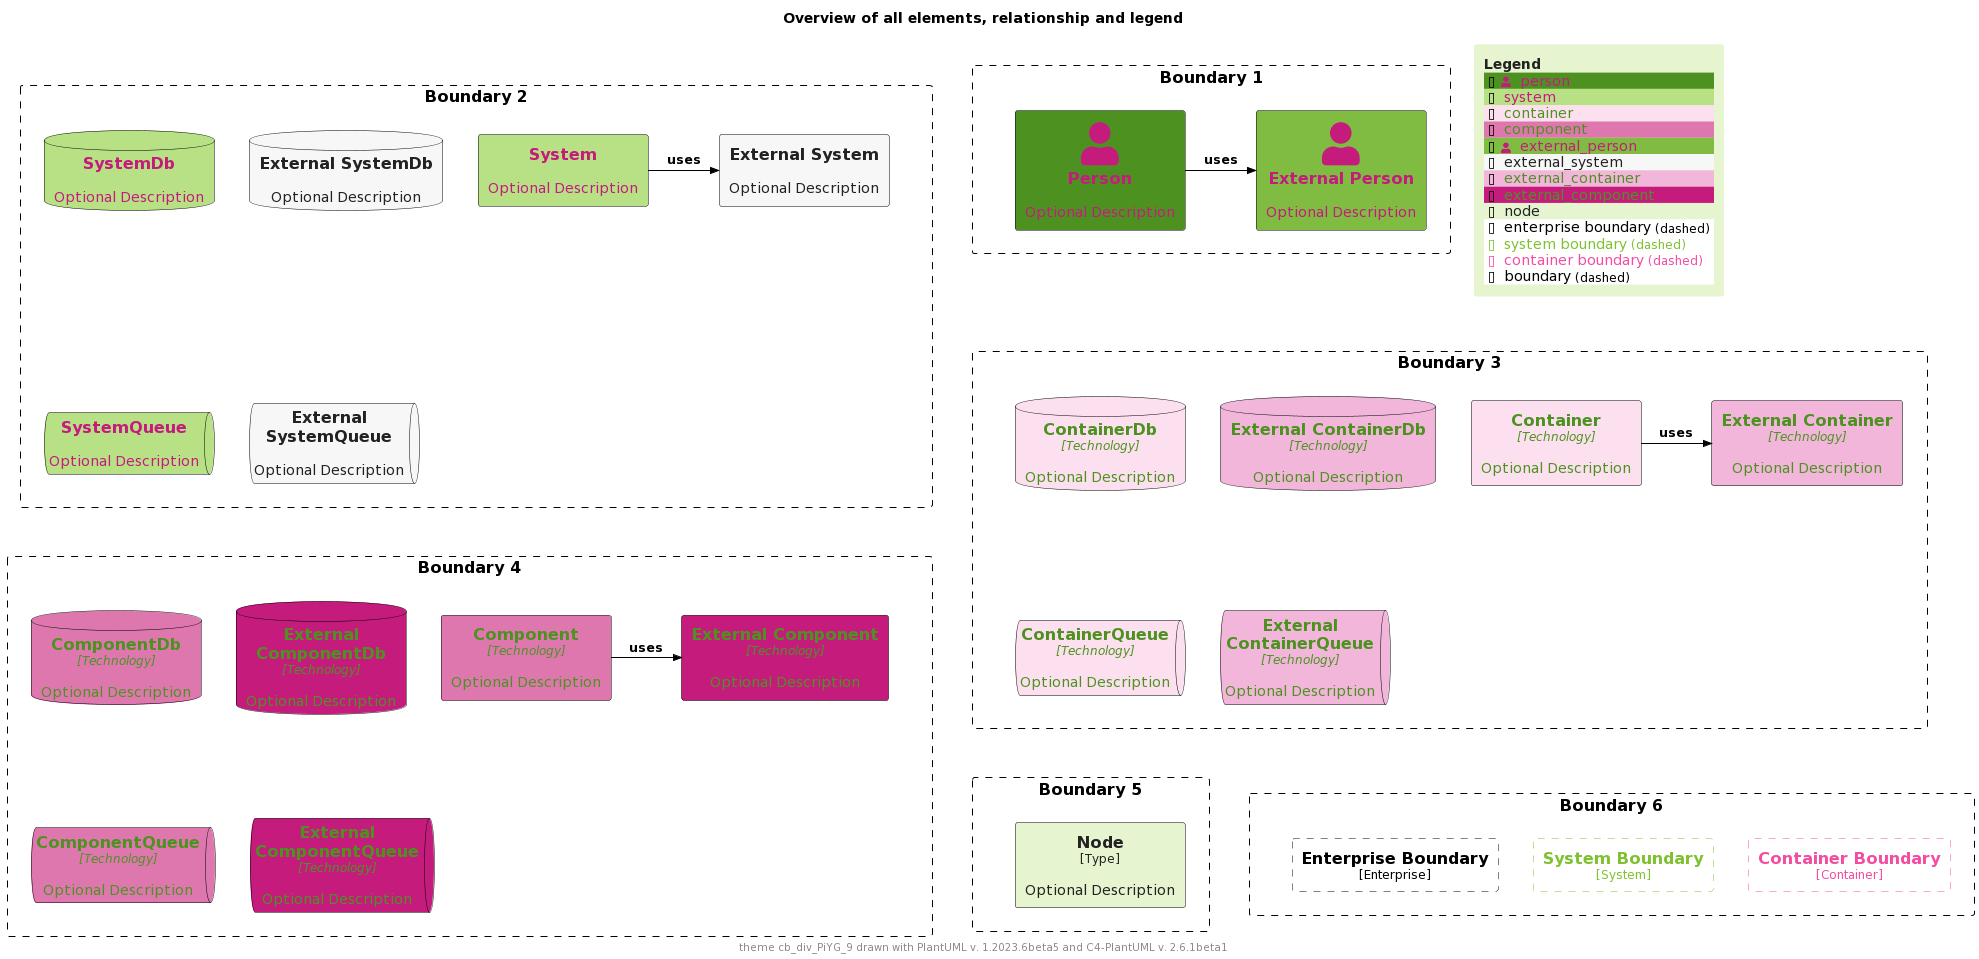 Overview of all elements, relationship and legend
Boundary 2
SystemDb
Optional Description
External SystemDb
Optional Description
System
Optional Description
uses
External System
Optional Description
SystemQueue
Optional Description
External
SystemQueue
Optional Description
Boundary 1
Person
Optional Description
uses
External Person
Optional Description
Legend
person
system
container
component
external_person
external_system
external_container
external_component
node
enterprise boundary (dashed)
system boundary (dashed)
container boundary (dashed)
boundary (dashed)
Boundary 3
ContainerDb
[Technology]
Optional Description
External ContainerDb
[Technology]
Optional Description
Container
[Technology]
Optional Description
uses
External Container
[Technology]
Optional Description
ContainerQueue
[Technology]
Optional Description
External
ContainerQueue
[Technology]
Optional Description
Boundary 4
ComponentDb
[Technology]
Optional Description
External
ComponentDb
[Technology]
Optional Description
Component
[Technology]
Optional Description
uses
External Component
[Technology]
Optional Description
ComponentQueue
[Technology]
Optional Description
External
ComponentQueue
[Technology]
Optional Description
Boundary 5
Node
[Type]
Optional Description
Boundary 6
Enterprise Boundary
[Enterprise]
System Boundary
[System]
Container Boundary
[Container]
theme cb_div_PiYG_9 drawn with PlantUML v. 1.2023.6beta5 and C4-PlantUML v. 2.6.1beta1